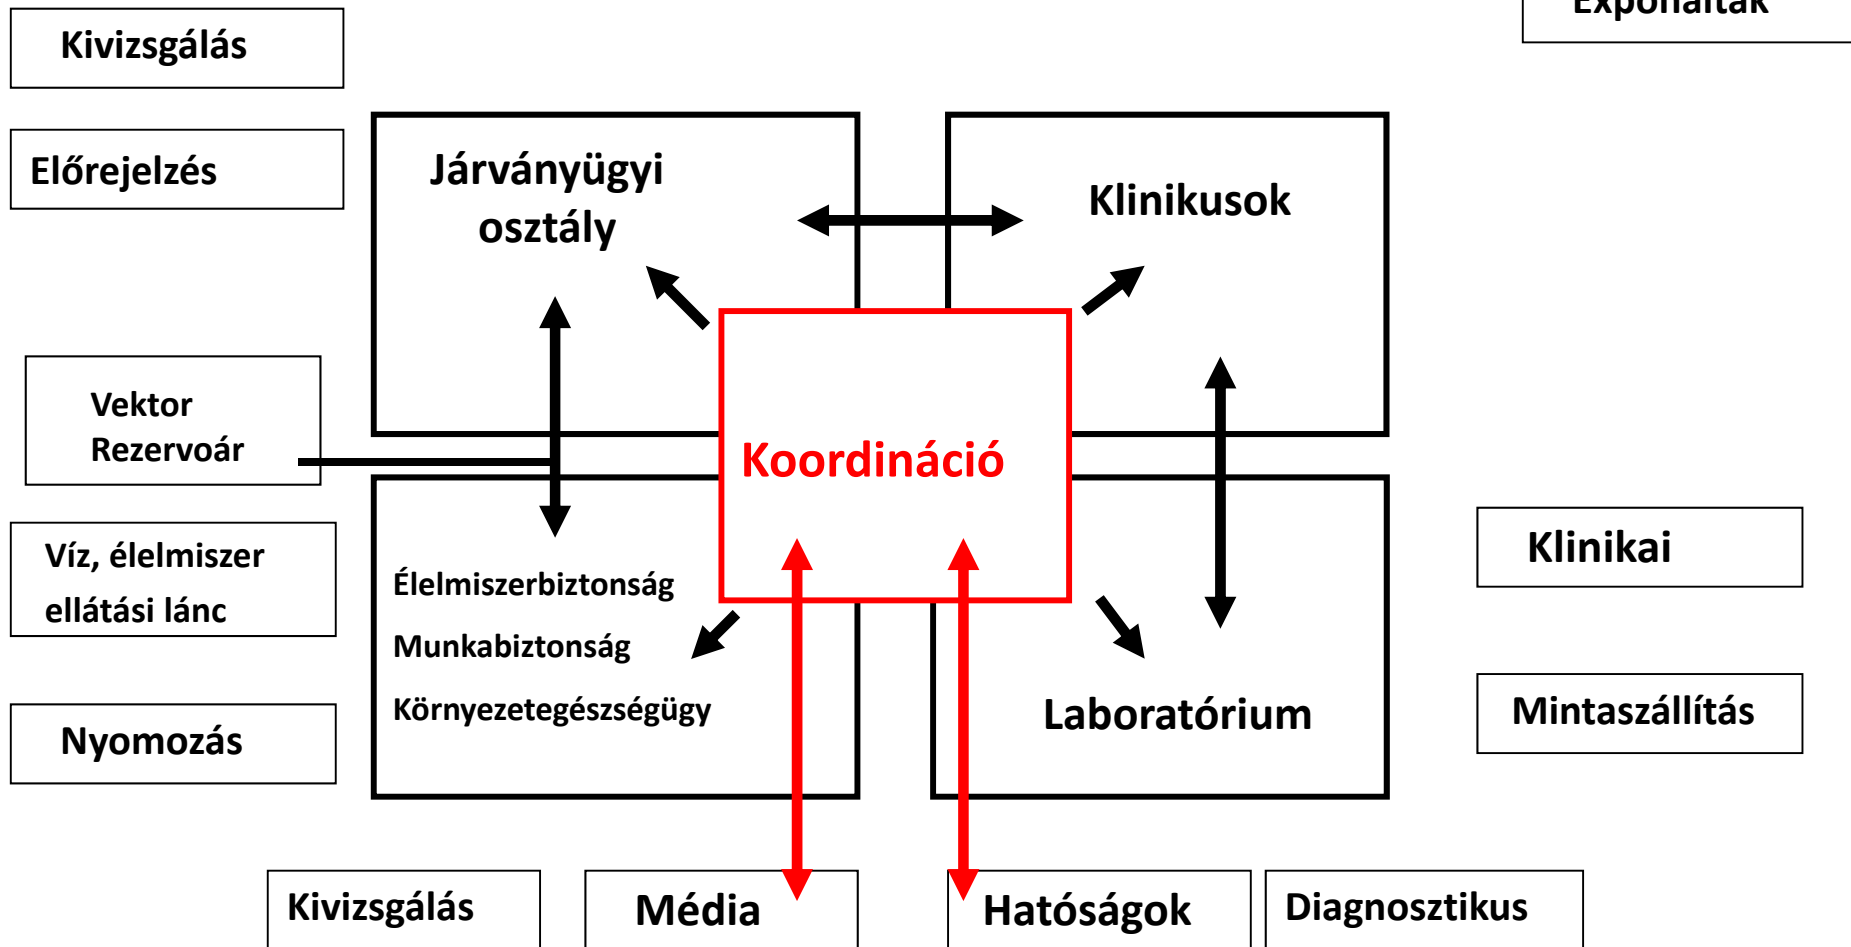 Exponáltak
Kivizsgálás
Előrejelzés
Járványügyi
osztály
Klinikusok
Vektor
Rezervoár
Koordináció
Víz, élelmiszer
ellátási lánc
Élelmiszerbiztonság
Munkabiztonság
Környezetegészségügy
Klinikai
Nyomozás
Laboratórium
Mintaszállítás
Kivizsgálás
Média
Hatóságok
Diagnosztikus